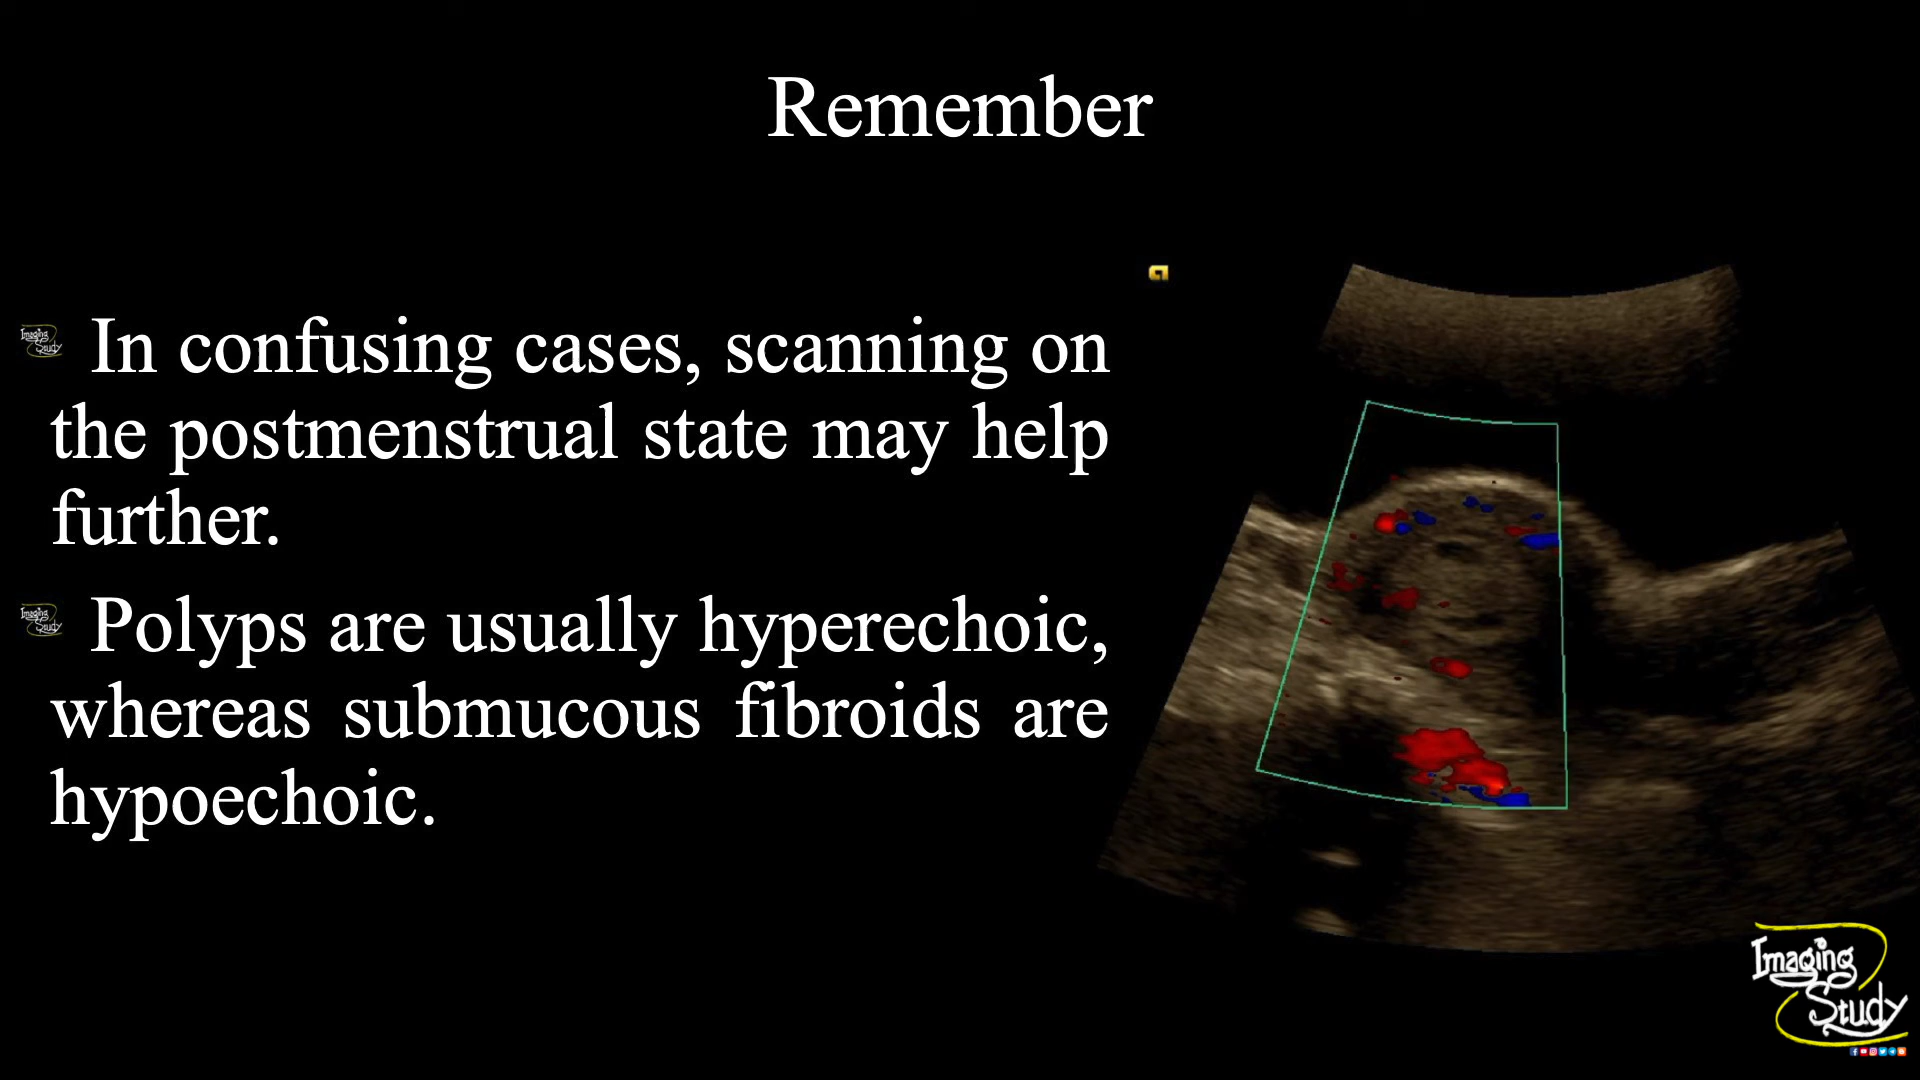 Remember
In confusing cases, scanning on
the postmenstrual state may help
further.
Polyps are usually hyperechoic,
whereas submucous fibroids are
hypoechoic.
Imaging
Study